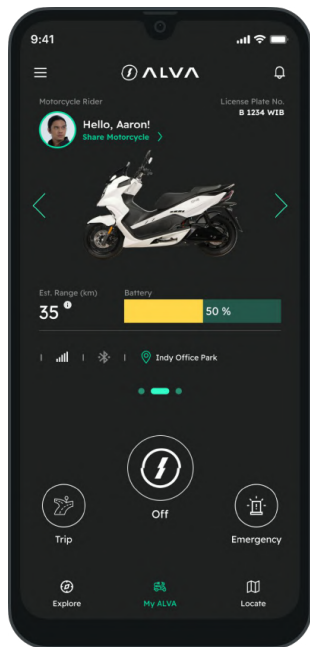 9:41
ALVA
Motorcycle Rider
License Plate No.
B 1234 WIB
Hello, Aaron!
Share Motorcycle
Est. Range (km)
Battery
35
50 %
Indy Office Park
Off
Trip
Emergency
Explore
My ALVA
Locate